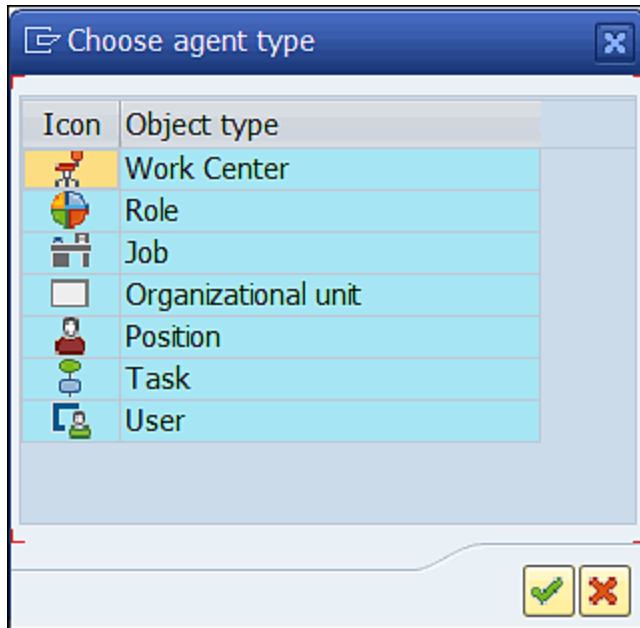 Choose agent type
Icon Object type
Work Center
Role
Job
Organizational unit
Position
Task
User